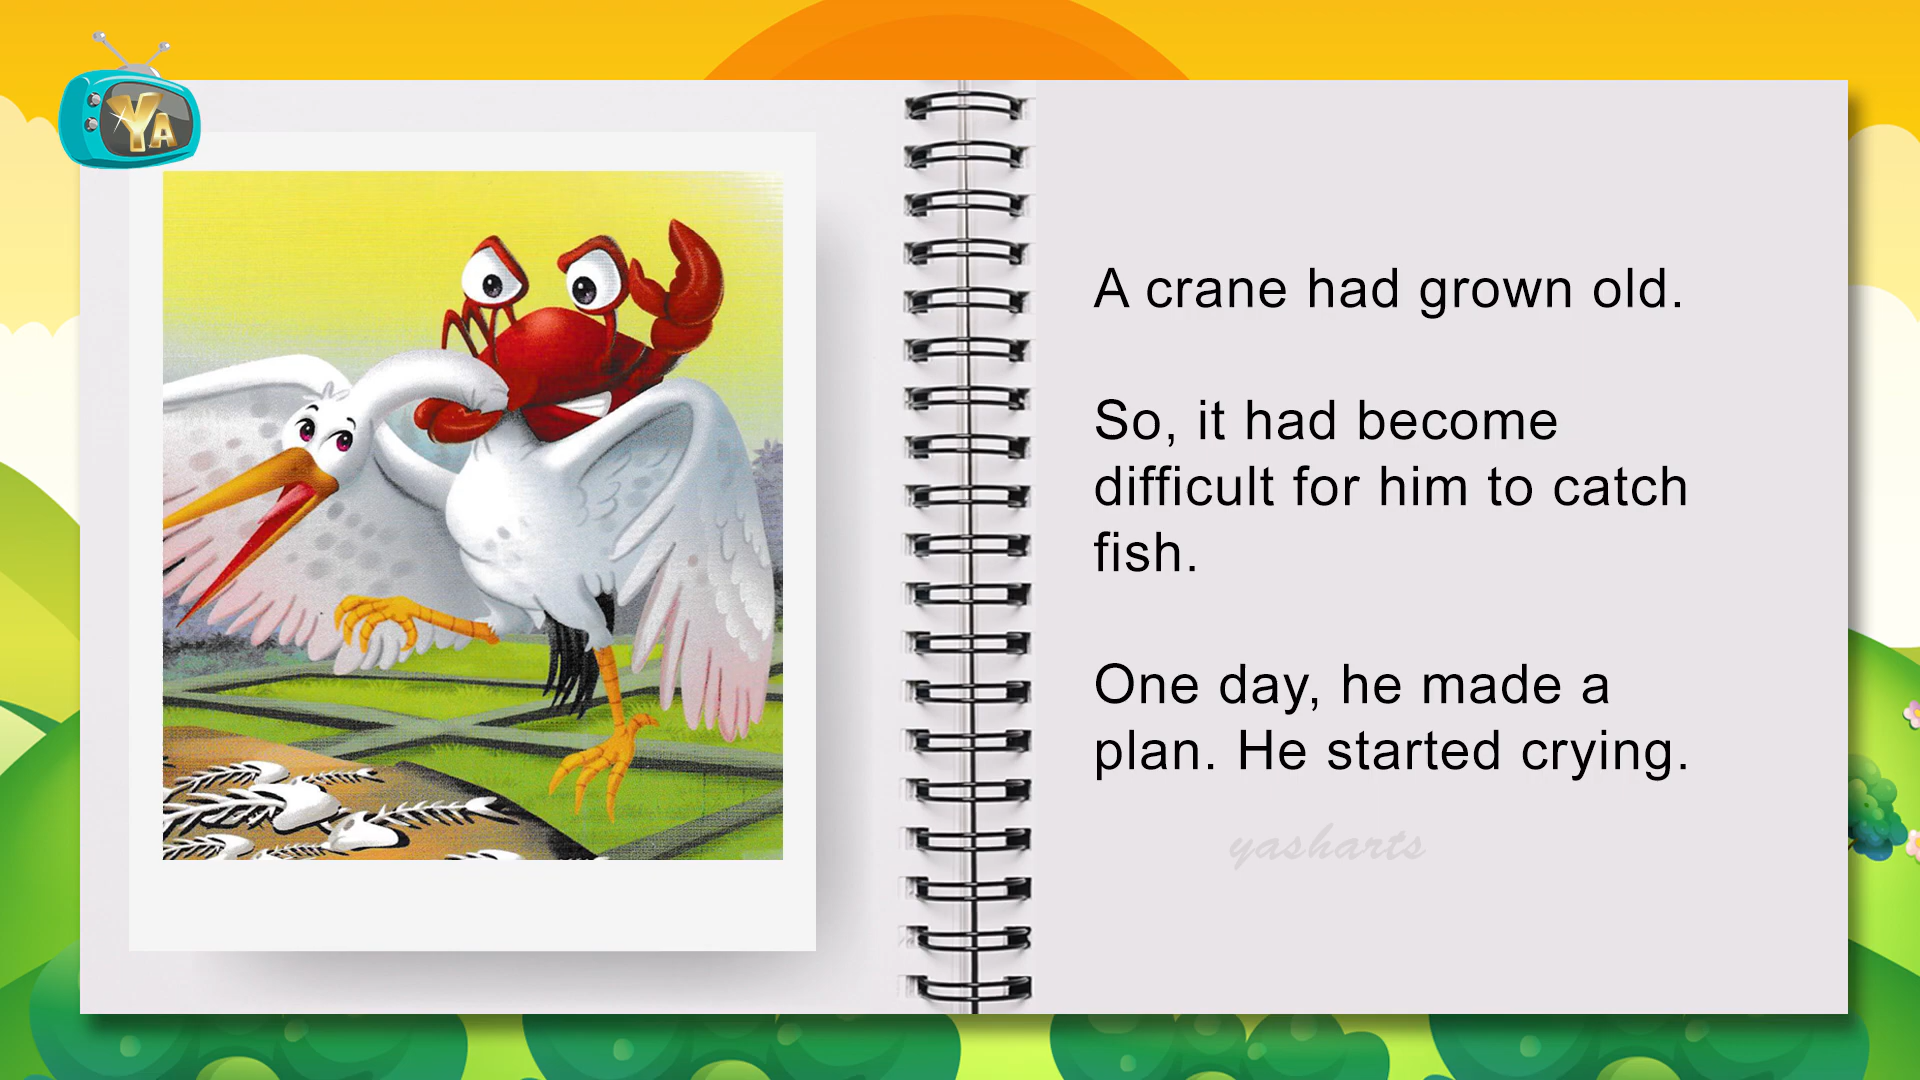 YA
A crane had grown old.
So, it had become
difficult for him to catch
fish.
One day, he made a
plan. He started crying.
yasharts